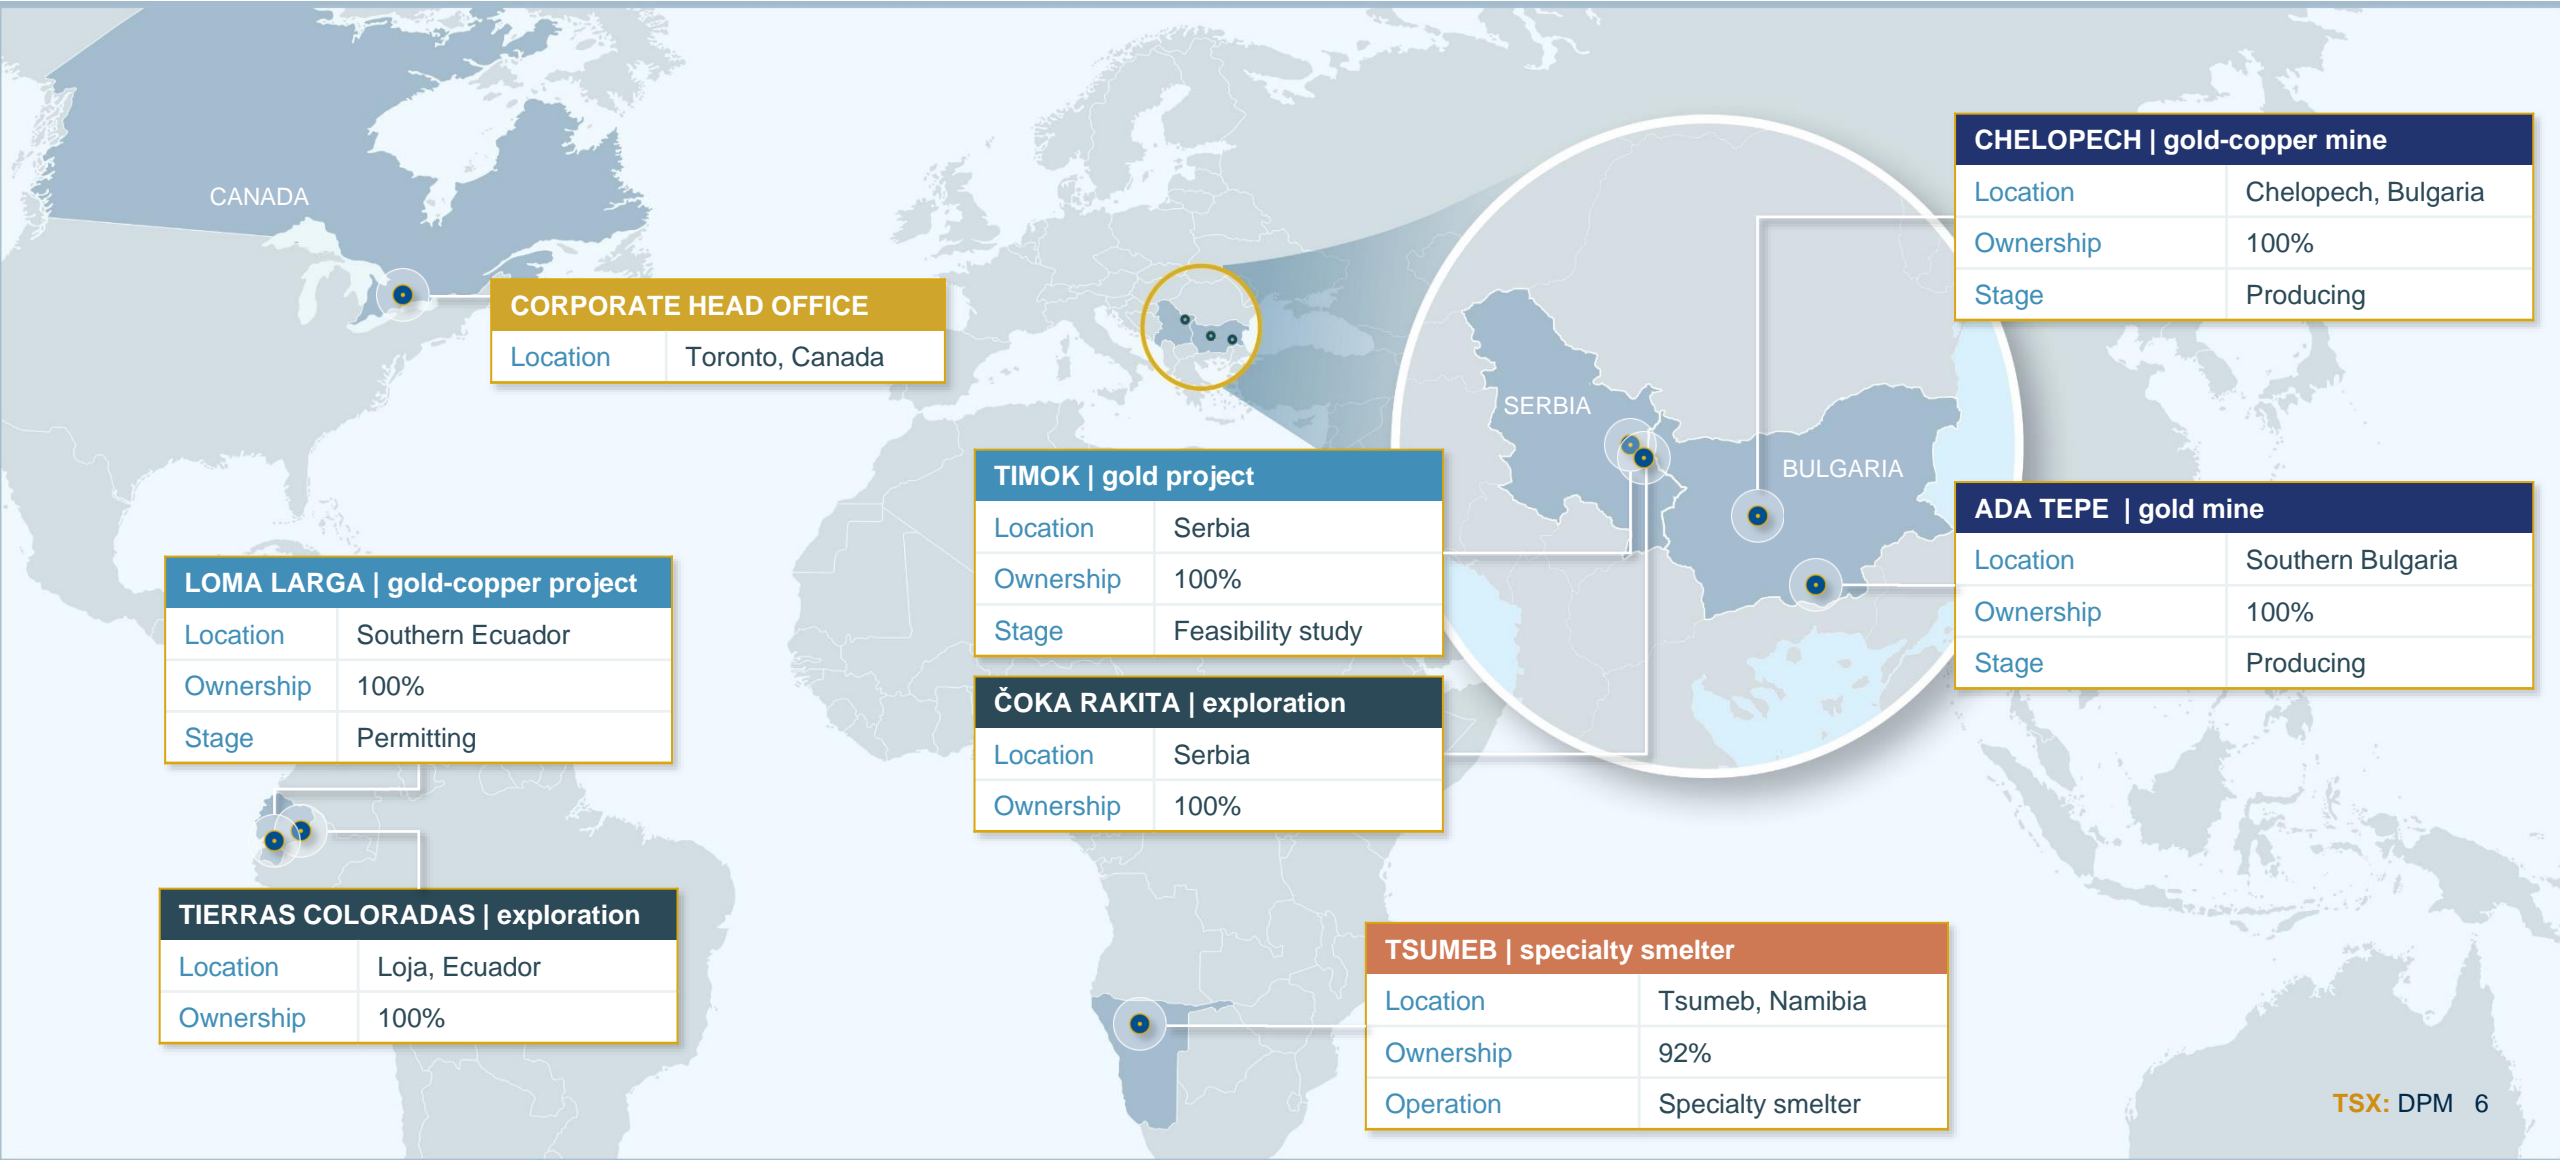 CANADA
CORPORATE HEAD OFFICE
Location Toronto, Canada
CHELOPECH | gold-copper mine
Location Chelopech, Bulgaria
Ownership 100%
Stage Producing
SERBIA
BULGARIA
TIMOK | gold project
Location Serbia
Ownership 100%
Stage Feasibility study
ADA TEPE | gold mine
Location Southern Bulgaria
Ownership 100%
Stage Producing
LOMA LARGA | gold-copper project
Location Southern Ecuador
Ownership 100%
Stage Permitting
ČOKA RAKITA | exploration
Location Serbia
Ownership 100%
TIERRAS COLORADAS | exploration
Location Loja, Ecuador
Ownership 100%
TSUMEB | specialty smelter
Location Tsumeb, Namibia
Ownership 92%
Operation Specialty smelter
TSX: DPM 6